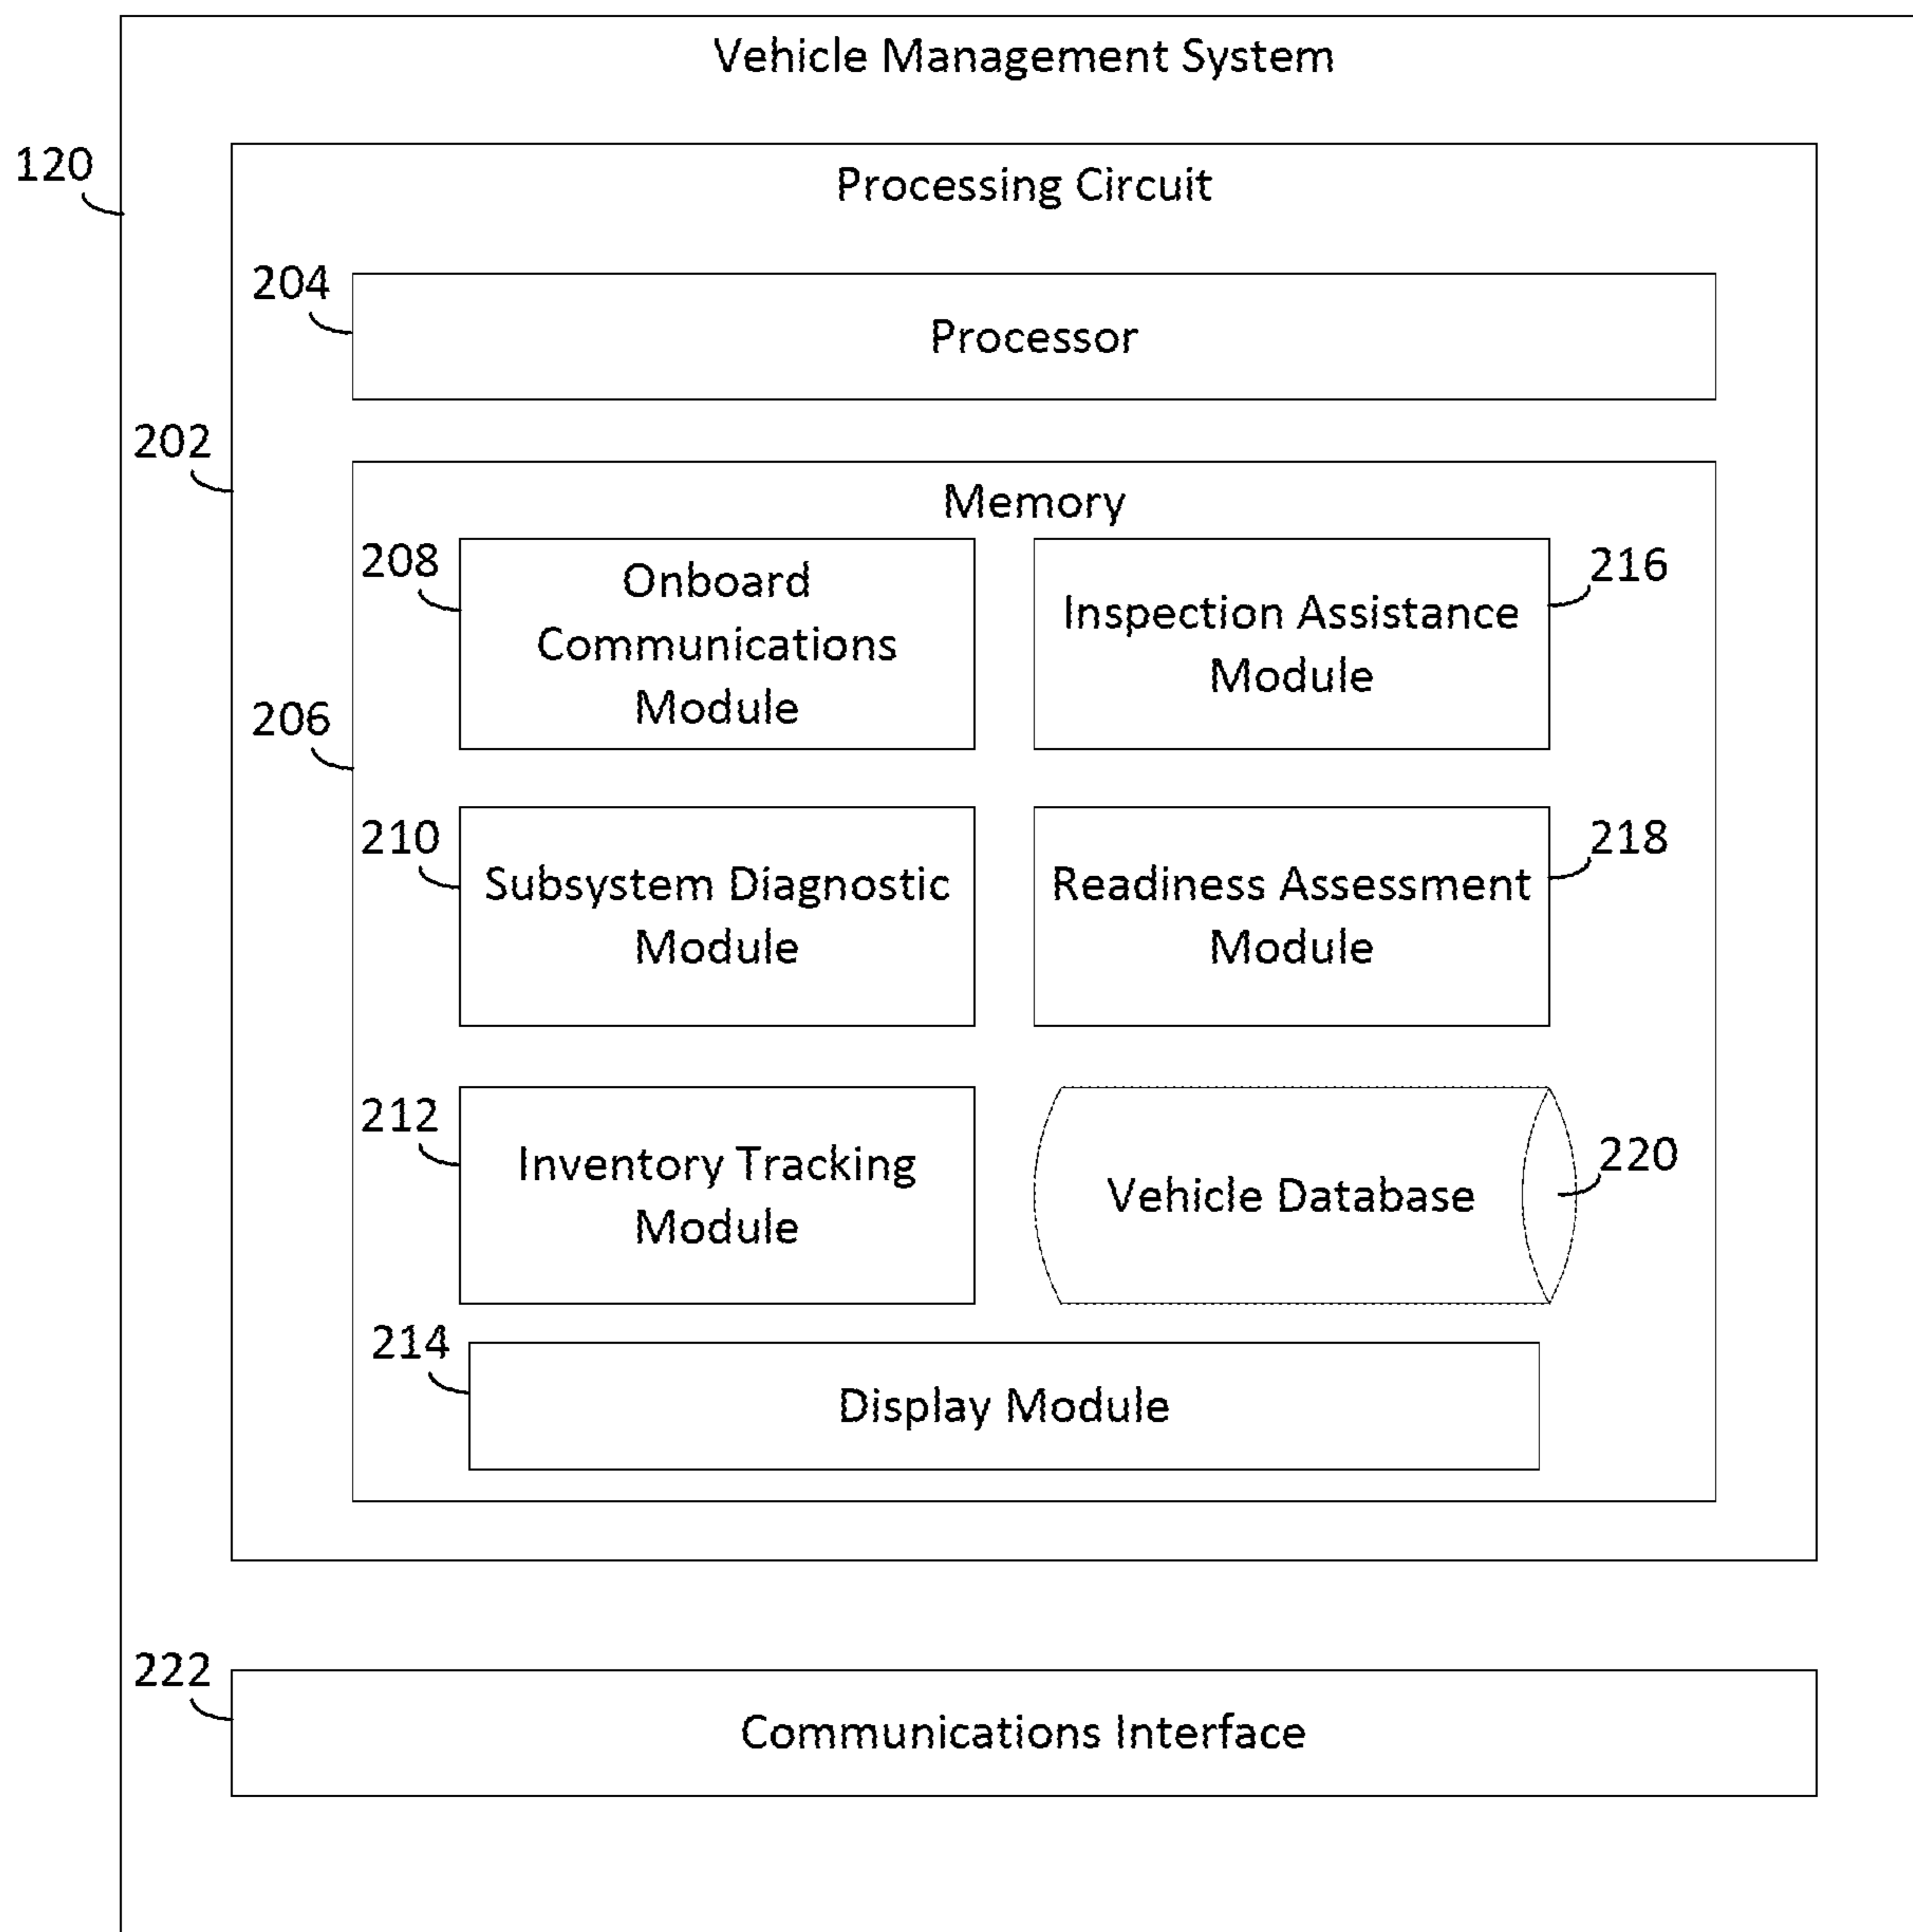 Vehicle Management System
120
Processing Circuit
204
Processor
202
Memory
208
Onboard
Communications
Module
216
Inspection Assistance
Module
206
210
Subsystem Diagnostic
Module
218
Readiness Assessment
Module
212
Inventory Tracking
Module
220
Vehicle Database
214
Display Module
222
Communications Interface